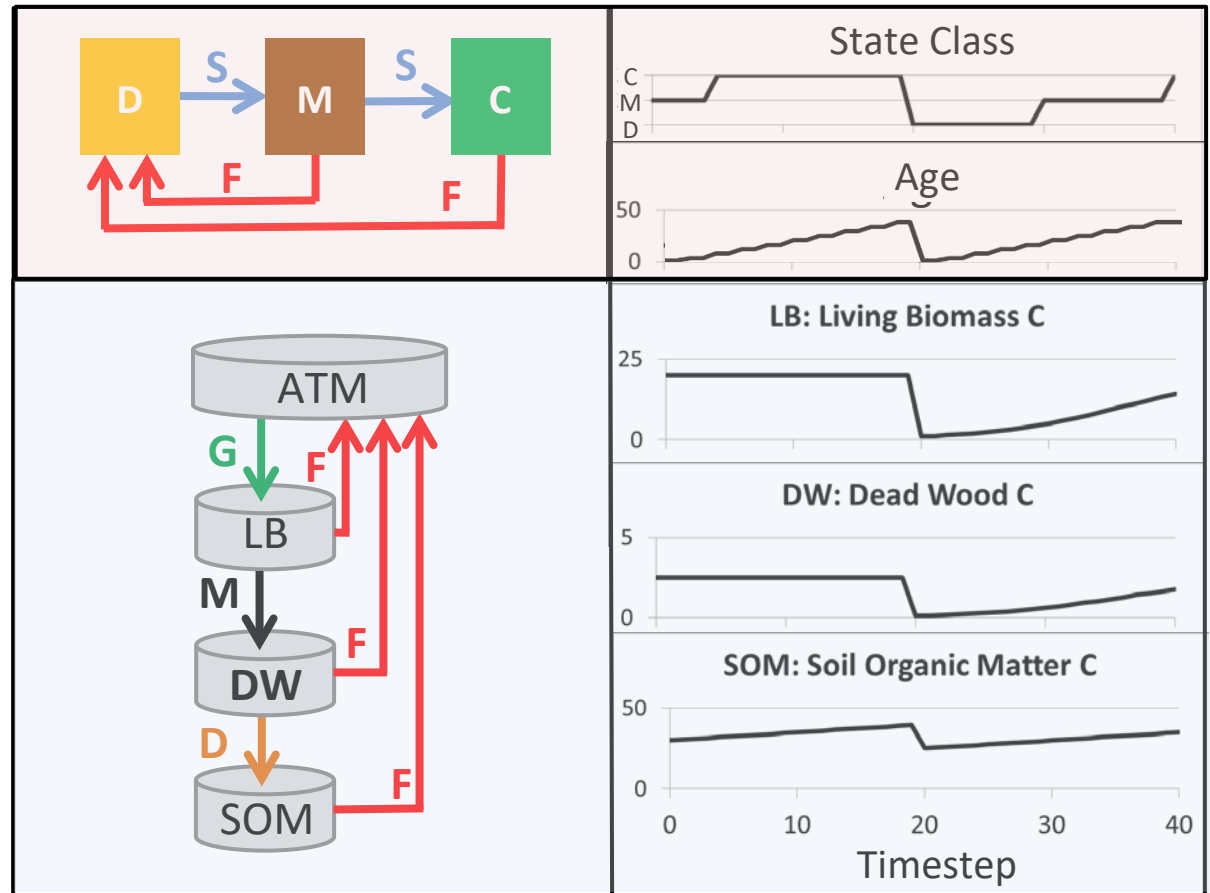 D
S
M
S
C
F
F
State Class
C
M
D
Age
50
0
ATM
G
F
LB
M
F
DW
D
F
SOM
LB: Living Biomass C
25
0
DW: Dead Wood C
5
0
SOM: Soil Organic Matter C
50
0
0 10 20 30 40
Timestep